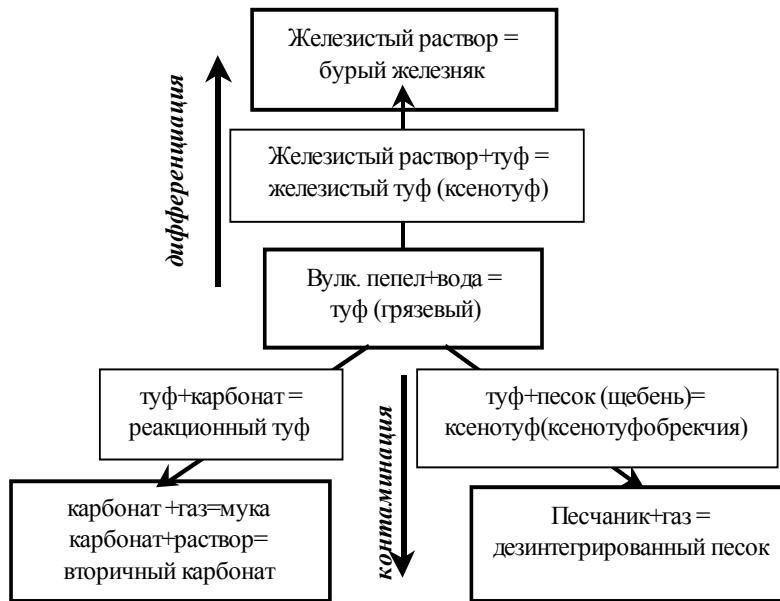 Железистый раствор =
бурый железняк
дифференциация
Железистый раствор+туф =
железистый туф (ксенотуф)
Вулк. пепел+вода =
туф (грязевый)
туф+карбонат =
реакционный туф
контаминация
туф+песок (щебень)=
ксенотуф(ксенотуфобрекчия)
карбонат +газ=мука
карбонат+раствор=
вторичный карбонат
Песчаник+газ =
дезинтегрированный песок